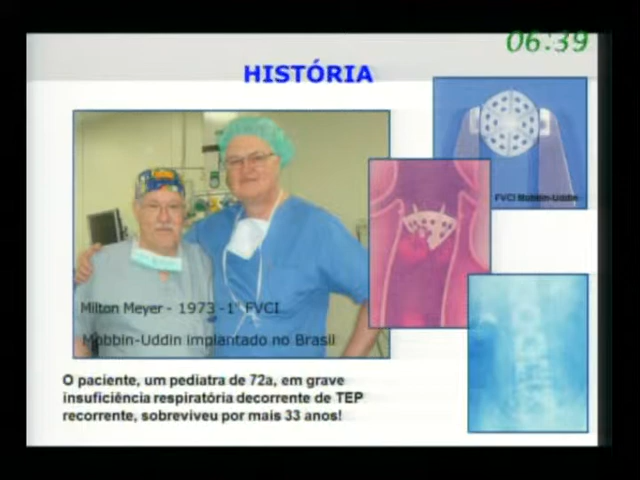 06:39
HISTÓRIA
FVCI Mobbin-Uddin
Milton Meyer - 1973 -1° FVCI
Mobbin-Uddin implantado no Brasil
O paciente, um pediatra de 72a, em grave
insuficiência respiratória decorrente de TEP
recorrente, sobreviveu por mais 33 anos!